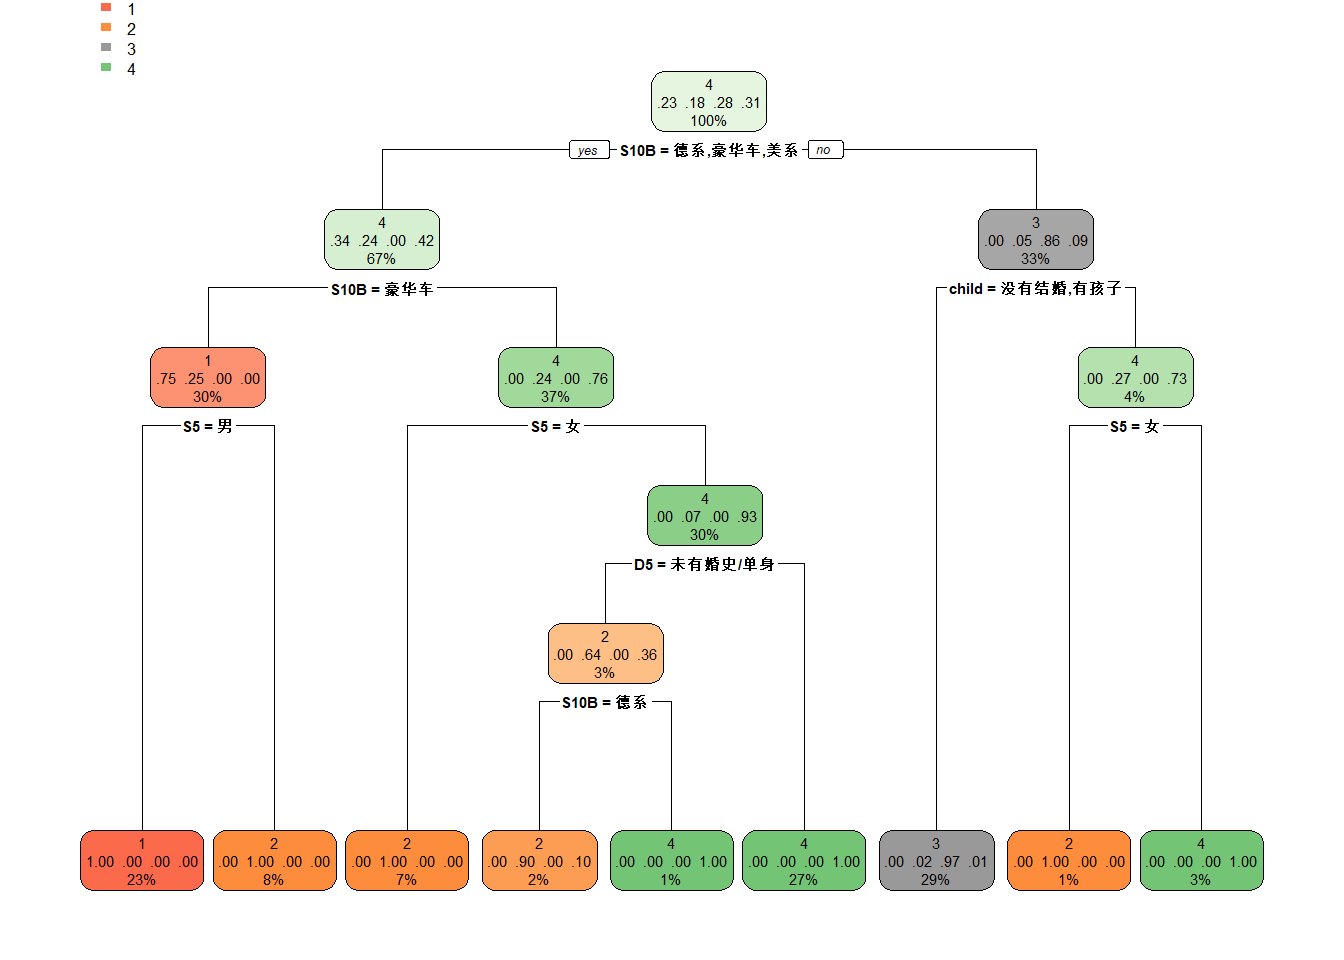 1
2
3
4
4
.23 .18 .28 .31
100%
yes S10B = 德系,豪华车,美系 no
4
.34 .24 .00 .42
67%
3
.00 .05 .86 .09
33%
S10B = 豪华车
child = 没有结婚,有孩子
1
.75 .25 .00 .00
30%
4
.00 .24 .00 .76
37%
4
.00 .27 .00 .73
4%
S5 = 男
S5 = 女
S5 = 女
4
.00 .07 .00 .93
30%
D5 = 未有婚史/单身
2
.00 .64 .00 .36
3%
S10B = 德系
1
1.00 .00 .00 .00
23%
2
.00 1.00 .00 .00
8%
2
.00 1.00 .00 .00
7%
2
.00 .90 .00 .10
2%
4
.00 .00 .00 1.00
1%
4
.00 .00 .00 1.00
27%
3
.00 .02 .97 .01
29%
2
.00 1.00 .00 .00
1%
4
.00 .00 .00 1.00
3%